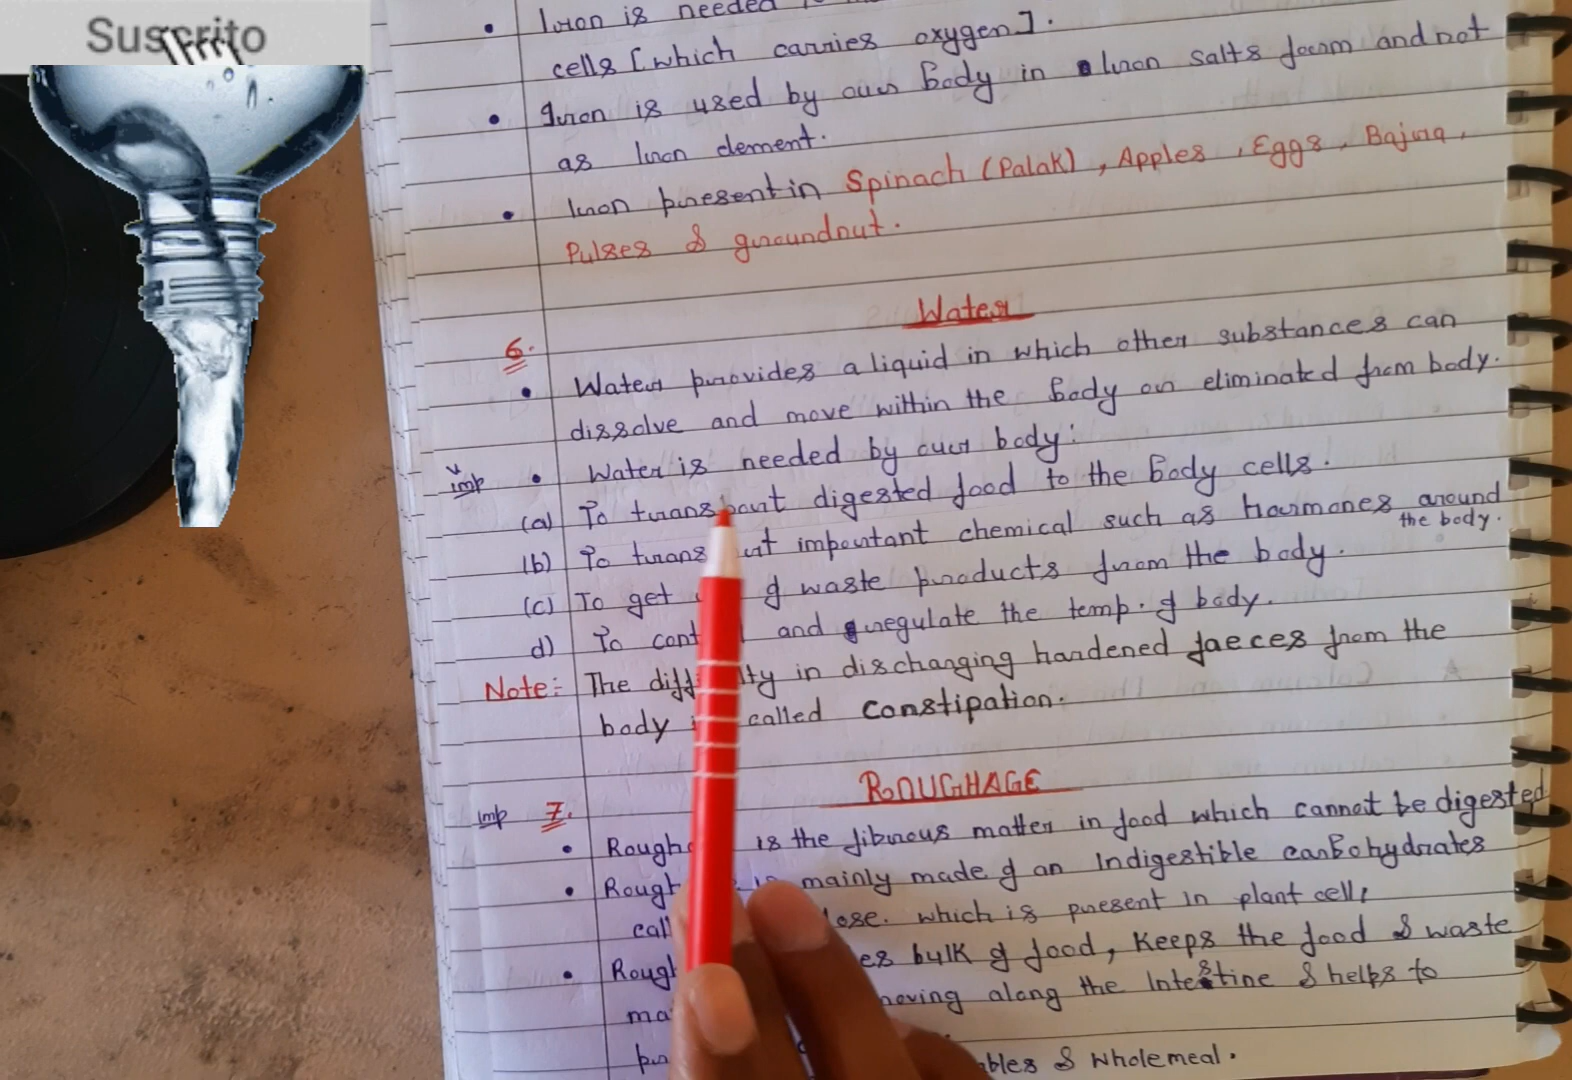 Suscrito
Iron is needed
cells [which carries oxygen].
Iron is used by our body in Iron salts form and not
as Iron element.
Iron present in Spinach (Palak), Apples, Eggs, Bajra,
Pulses & groundnut.
Water
6.
Water provides a liquid in which other substances can
dissolve and move within the body or eliminated from body.
imp Water is needed by our body:
(a) To transport digested food to the body cells.
(b) To transport important chemical such as hormones around
the body.
(c) To get of waste products from the body.
d) To cont and regulate the temp. of body.
Note:- The diff lty in discharging hardened faeces from the
body called constipation.
ROUGHAGE
imp 7.
Rough is the fibrous matter in food which cannot be digested
Rough is mainly made of an indigestible carbohydrates
call lose. which is present in plant cell
Rough es bulk of food, Keeps the food & waste
ma moving along the Intestine & helps to
bles & wholemeal.